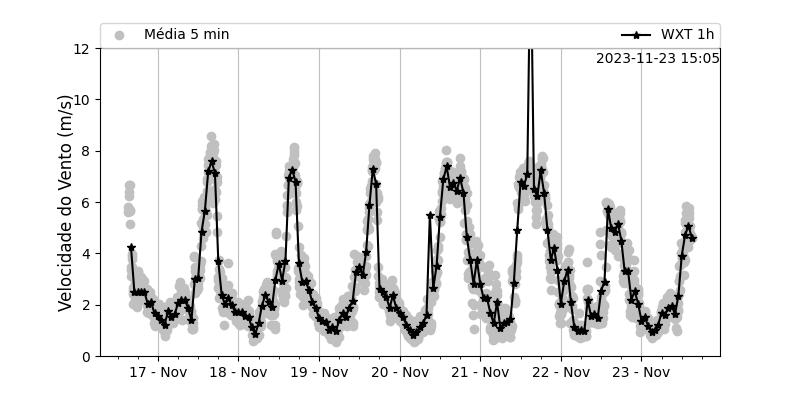 Média 5 min
WXT 1h
2023-11-23 15:05
Velocidade do Vento (m/s)
12
10
8
6
4
2
0
17 - Nov
18 - Nov
19 - Nov
20 - Nov
21 - Nov
22 - Nov
23 - Nov